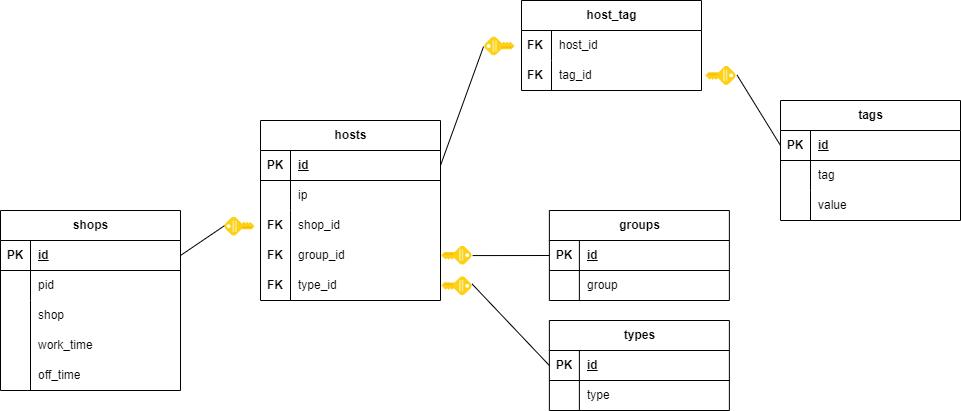 host_tag
FK host_id
FK tag_id
hosts
PK id
ip
FK shop_id
FK group_id
FK type_id
tags
PK id
tag
value
shops
PK id
pid
shop
work_time
off_time
groups
PK id
group
types
PK id
type